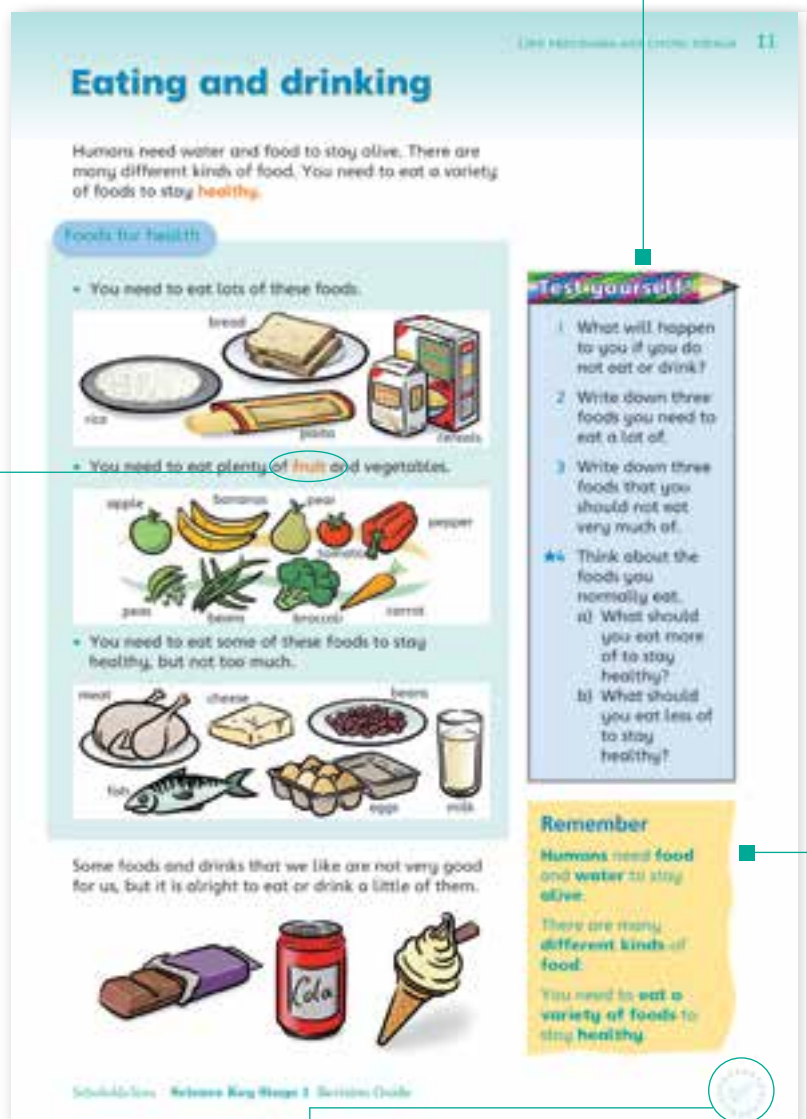 LIFE PROCESSES AND LIVING THINGS 11
Eating and drinking
Humans need water and food to stay alive. There are
many different kinds of food. You need to eat a variety
of foods to stay healthy.
Foods for health
• You need to eat lots of these foods.
bread
rice
pasta
cereals
• You need to eat plenty of fruit and vegetables.
apple
bananas
pear
tomato
pepper
peas
beans
broccoli
carrot
• You need to eat some of these foods to stay
healthy, but not too much.
meat
cheese
beans
fish
eggs
milk
Some foods and drinks that we like are not very good
for us, but it is alright to eat or drink a little of them.
Cola
Test yourself!
1 What will happen
to you if you do
not eat or drink?
2 Write down three
foods you need to
eat a lot of.
3 Write down three
foods that you
should not eat
very much of.
★4 Think about the
foods you
normally eat.
a) What should
you eat more
of to stay
healthy?
b) What should
you eat less of
to stay
healthy?
Remember
Humans need food
and water to stay
alive.
There are many
different kinds of
food.
You need to eat a
variety of foods to
stay healthy.
Science Key Stage 1 Revision Guide